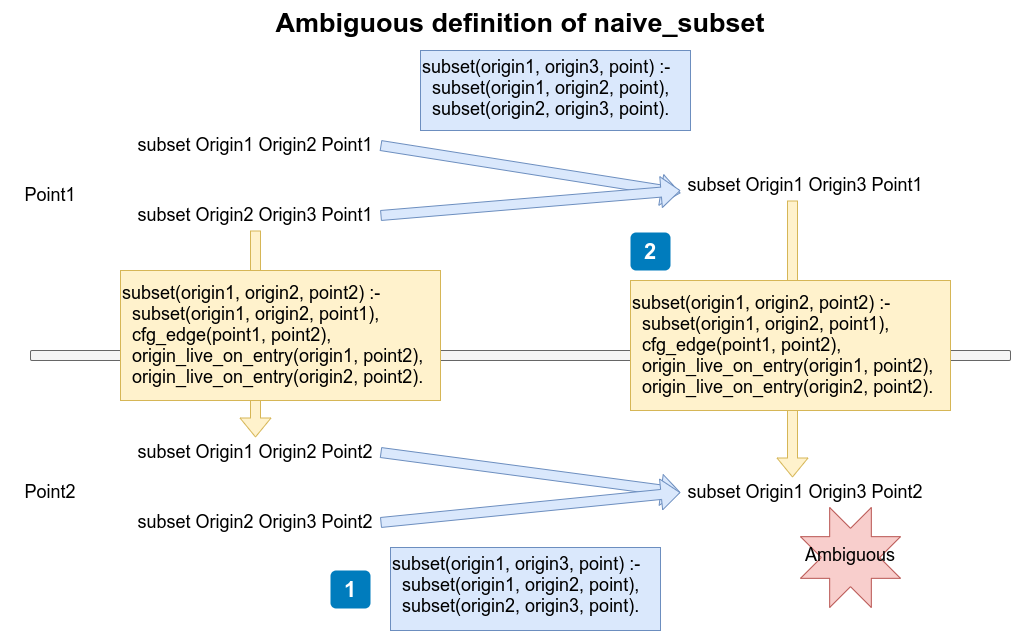 Ambiguous definition of naive_subset
subset(origin1, origin3, point) :-
subset(origin1, origin2, point),
subset(origin2, origin3, point).
subset Origin1 Origin2 Point1
Point1
subset Origin2 Origin3 Point1
subset Origin1 Origin3 Point1
2
subset(origin1, origin2, point2) :-
subset(origin1, origin2, point1),
cfg_edge(point1, point2),
origin_live_on_entry(origin1, point2),
origin_live_on_entry(origin2, point2).
subset(origin1, origin2, point2) :-
subset(origin1, origin2, point1),
cfg_edge(point1, point2),
origin_live_on_entry(origin1, point2),
origin_live_on_entry(origin2, point2).
subset Origin1 Origin2 Point2
Point2
subset Origin2 Origin3 Point2
subset Origin1 Origin3 Point2
Ambiguous
1
subset(origin1, origin3, point) :-
subset(origin1, origin2, point),
subset(origin2, origin3, point).